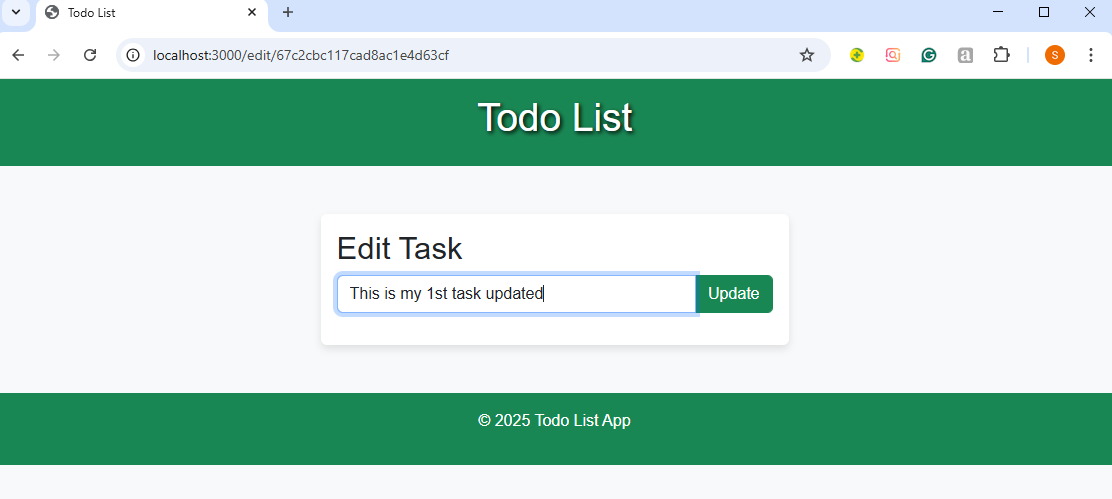 Todo List
localhost:3000/edit/67c2cbc117cad8ac1e4d63cf
S
Todo List
Edit Task
This is my 1st task updated
Update
© 2025 Todo List App